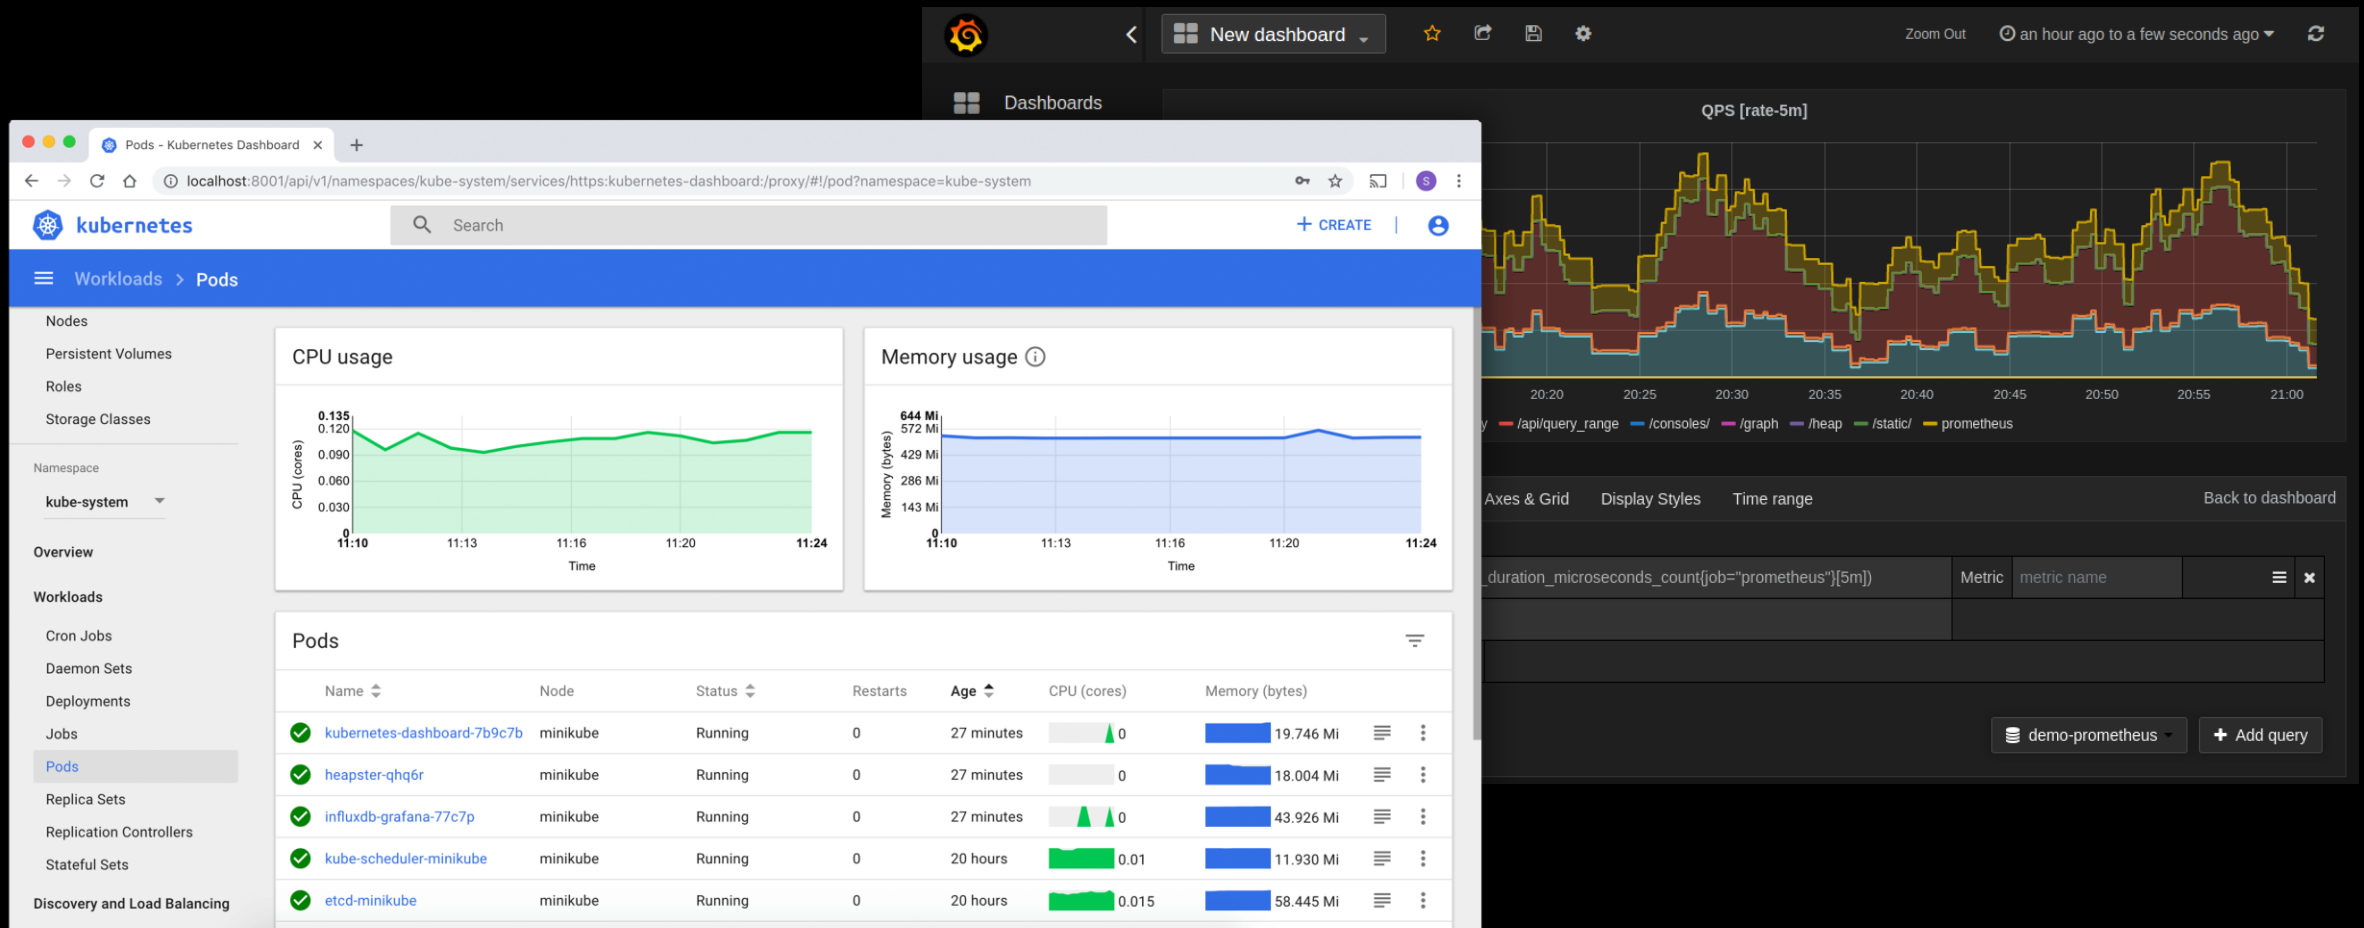 New dashboard
Zoom Out
an hour ago to a few seconds ago
Dashboards
QPS [rate-5m]
20:20 20:25 20:30 20:35 20:40 20:45 20:50 20:55 21:00
y /api/query_range /consoles/ /graph /heap /static/ prometheus
Axes & Grid Display Styles Time range Back to dashboard
_duration_microseconds_count{job="prometheus"}[5m]) Metric metric name
demo-prometheus Add query
Pods - Kubernetes Dashboard
localhost:8001/api/v1/namespaces/kube-system/services/https:kubernetes-dashboard:/proxy/#!/pod?namespace=kube-system
S
kubernetes
Search
+ CREATE
Workloads > Pods
Nodes
Persistent Volumes
Roles
Storage Classes
Namespace
kube-system
Overview
Workloads
Cron Jobs
Daemon Sets
Deployments
Jobs
Pods
Replica Sets
Replication Controllers
Stateful Sets
Discovery and Load Balancing
CPU usage
CPU (cores)
0.135
0.120
0.090
0.060
0.030
0
11:10 11:13 11:16 11:20 11:24
Time
Memory usage
Memory (bytes)
644 Mi
572 Mi
429 Mi
286 Mi
143 Mi
0
11:10 11:13 11:16 11:20 11:24
Time
Pods
Name Node Status Restarts Age CPU (cores) Memory (bytes)
kubernetes-dashboard-7b9c7b minikube Running 0 27 minutes 0 19.746 Mi
heapster-qhq6r minikube Running 0 27 minutes 0 18.004 Mi
influxdb-grafana-77c7p minikube Running 0 27 minutes 0 43.926 Mi
kube-scheduler-minikube minikube Running 0 20 hours 0.01 11.930 Mi
etcd-minikube minikube Running 0 20 hours 0.015 58.445 Mi